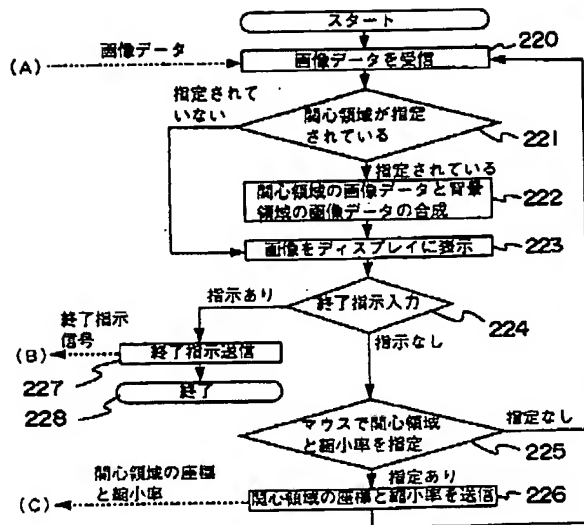 スタート
220
画像データ
(A)
画像データを受信
指定されて
いない
関心領域が指定
されている
221
指定されている
関心領域の画像データと背景
領域の画像データの合成
222
画像をディスプレイに表示
223
指示あり
終了指示入力
224
終了指示
信号
指示なし
(B)
終了指示送信
227
終了
228
マウスで関心領域
と縮小率を指定
指定なし
225
関心領域の座標
と縮小率
指定あり
(C)
関心領域の座標と縮小率を送信
226